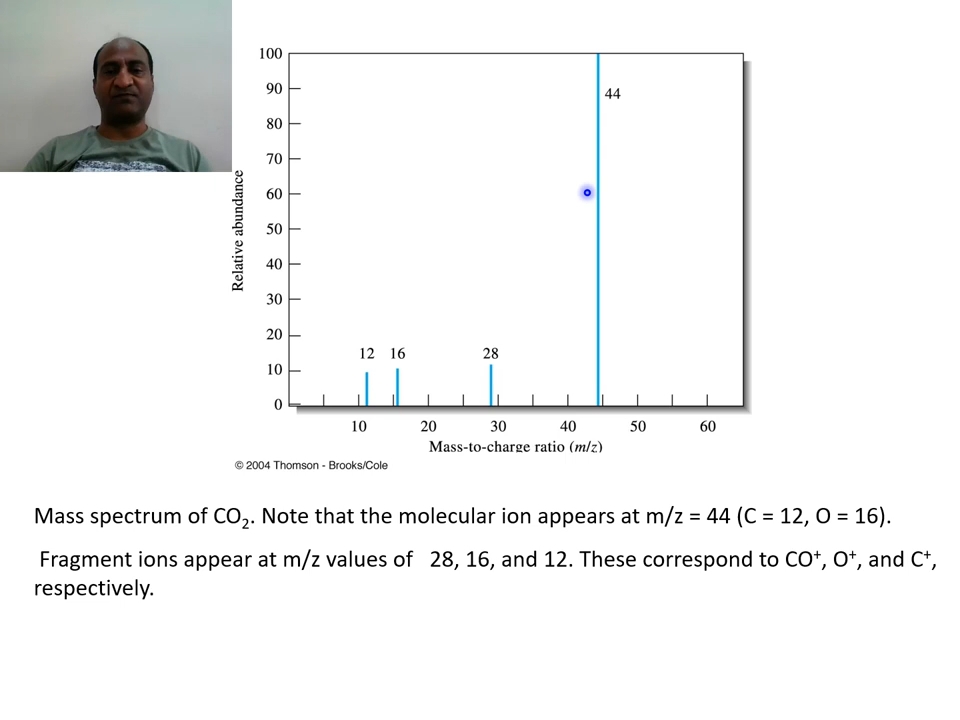 100
90
80
70
60
50
40
30
20
10
0
Relative abundance
44
12 16 28
10 20 30 40 50 60
Mass-to-charge ratio (m/z)
© 2004 Thomson - Brooks/Cole
Mass spectrum of CO₂. Note that the molecular ion appears at m/z = 44 (C = 12, O = 16).
Fragment ions appear at m/z values of 28, 16, and 12. These correspond to CO⁺, O⁺, and C⁺,
respectively.